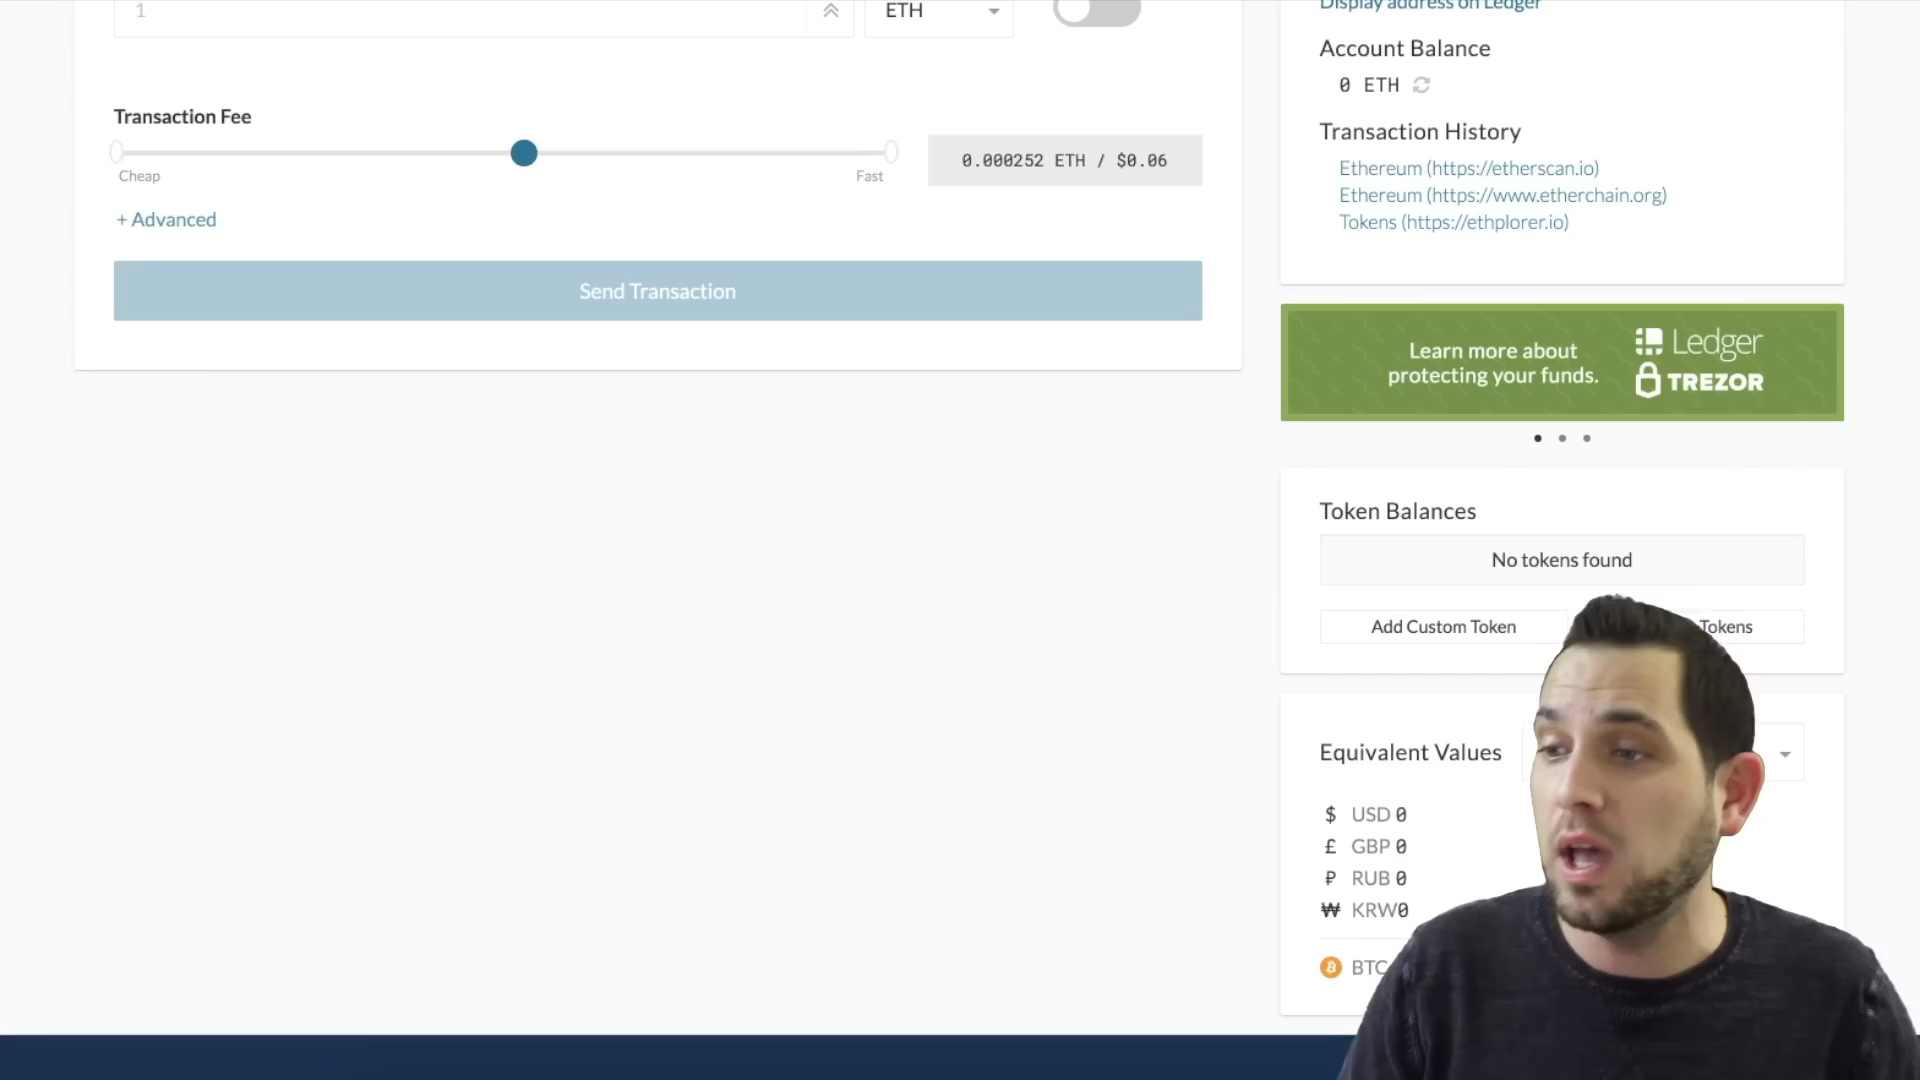 1
ETH
Transaction Fee
Cheap
Fast
0.000252 ETH / $0.06
+ Advanced
Send Transaction
Display address on Ledger
Account Balance
0 ETH
Transaction History
Ethereum (https://etherscan.io)
Ethereum (https://www.etherchain.org)
Tokens (https://ethplorer.io)
Learn more about
protecting your funds.
Ledger
TREZOR
Token Balances
No tokens found
Add Custom Token
Tokens
Equivalent Values
$ USD 0
£ GBP 0
₽ RUB 0
₩ KRW0
BTC